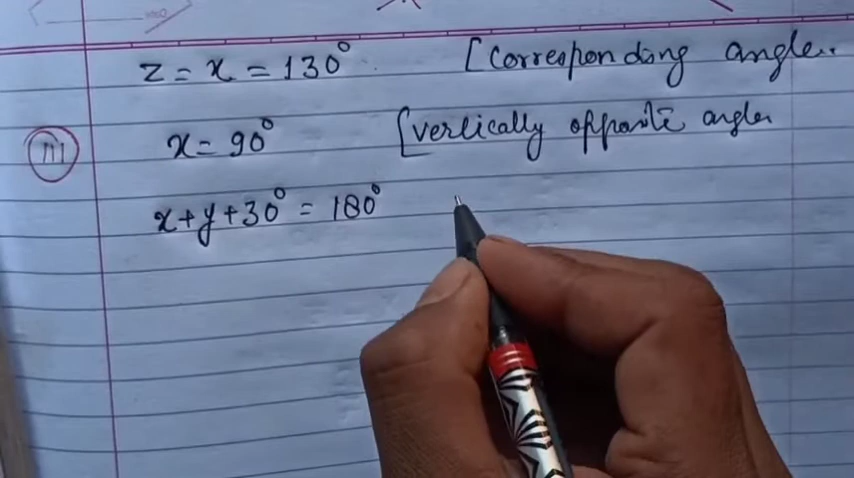 z = x = 130° [corresponding angle..
(iii) x = 90° [vertically opposite angles
x + y + 30° = 180°